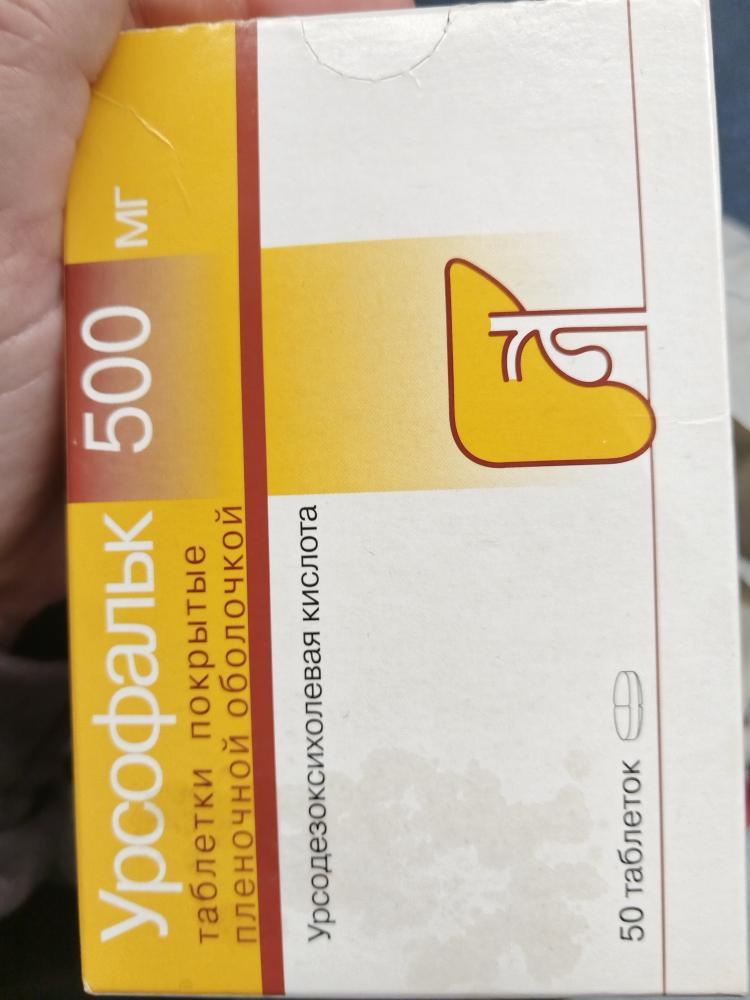 Урсофальк 500 мг
таблетки покрытые
пленочной оболочкой
Урсодезоксихолевая кислота
50 таблеток